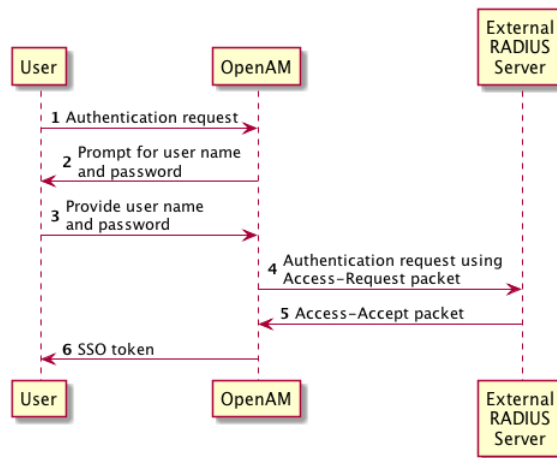 External
RADIUS
Server
User
OpenAM
1 Authentication request
2 Prompt for user name
and password
3 Provide user name
and password
4 Authentication request using
Access-Request packet
5 Access-Accept packet
6 SSO token
User
OpenAM
External
RADIUS
Server